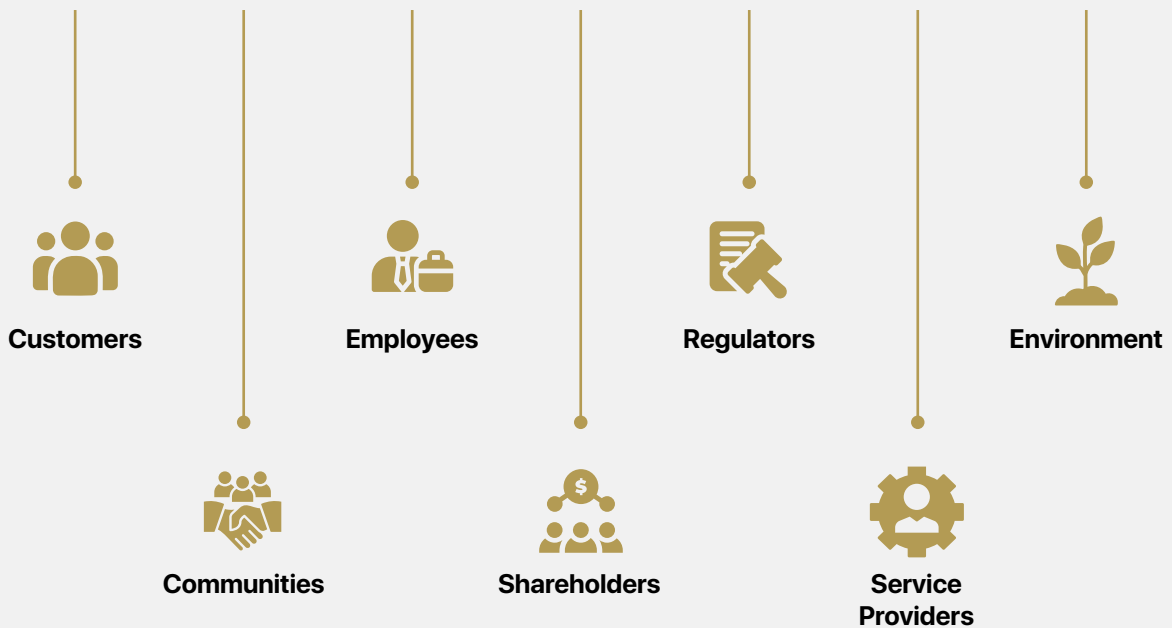 Customers
Employees
Regulators
Environment
$
Communities
Shareholders
Service
Providers